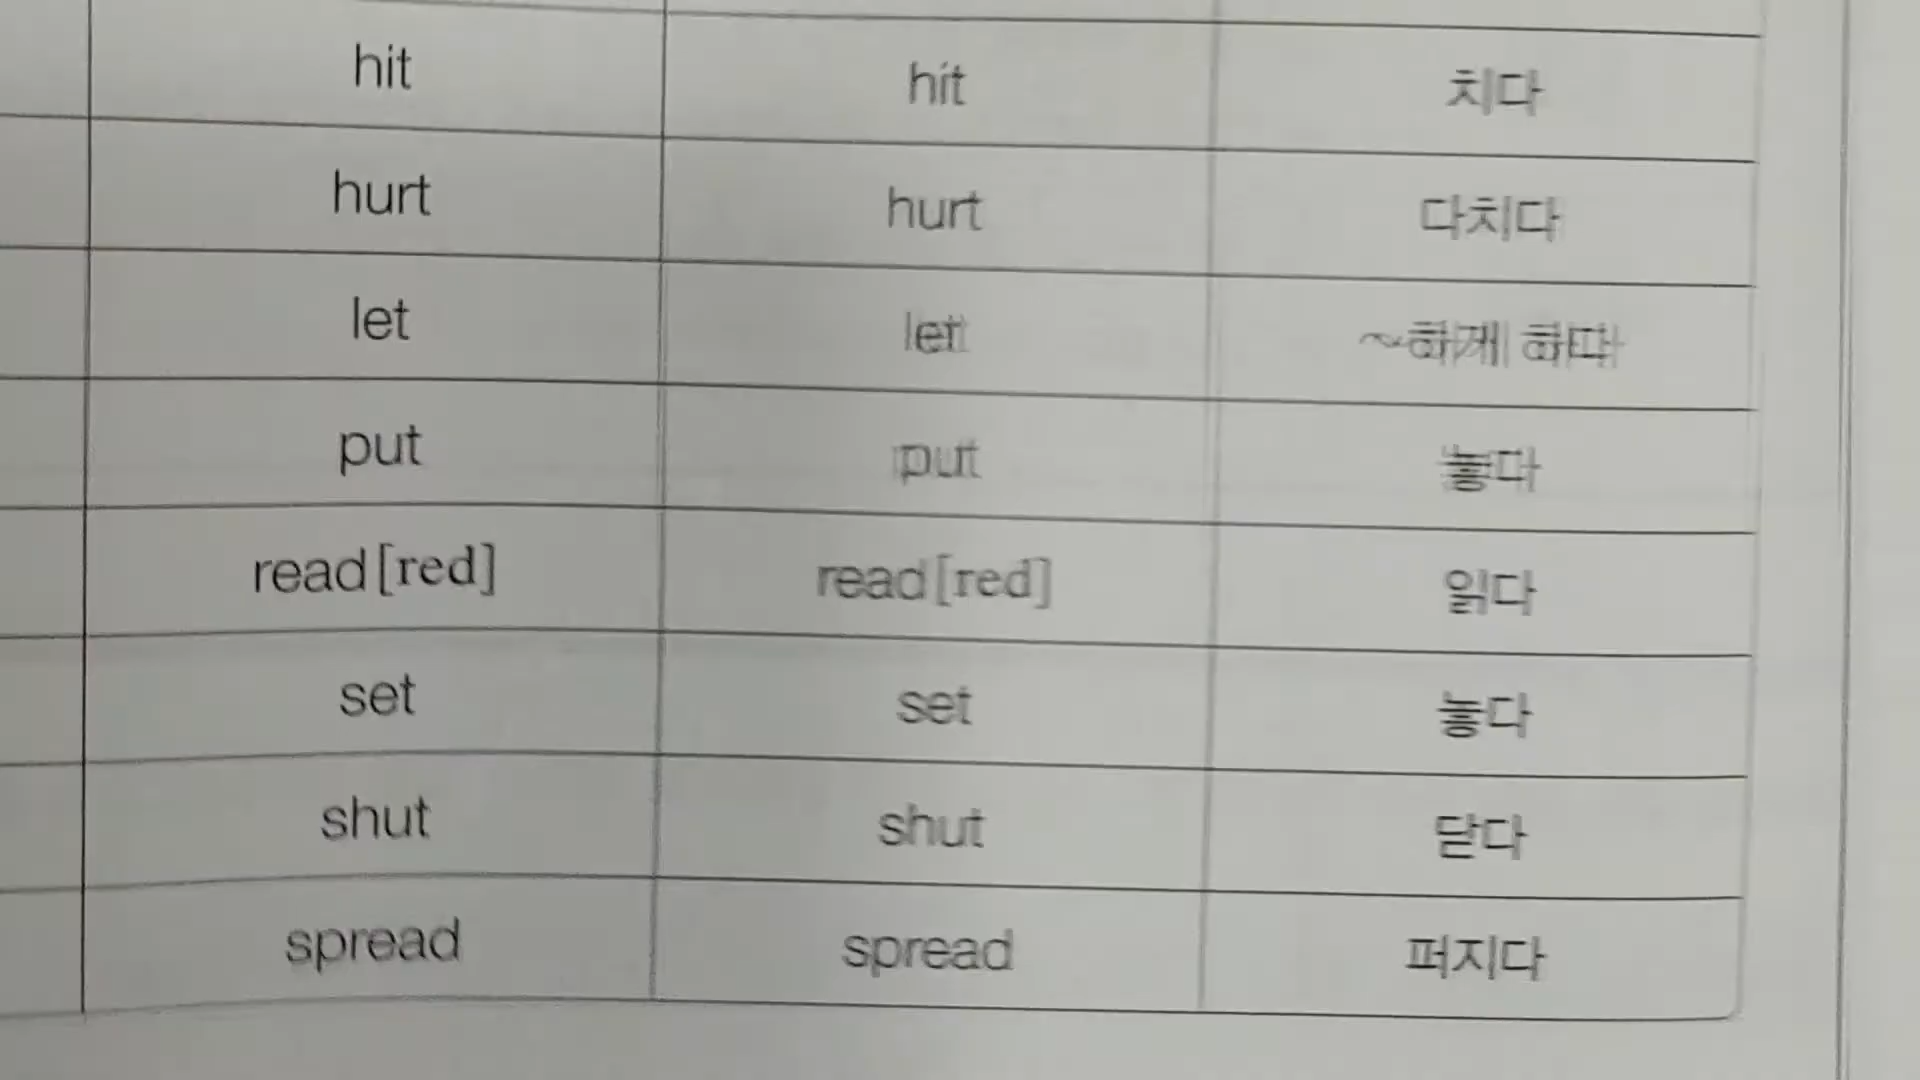 hit hit 치다
hurt hurt 다치다
let let ~하게 하다
put put 놓다
read[red] read[red] 읽다
set set 놓다
shut shut 닫다
spread spread 퍼지다